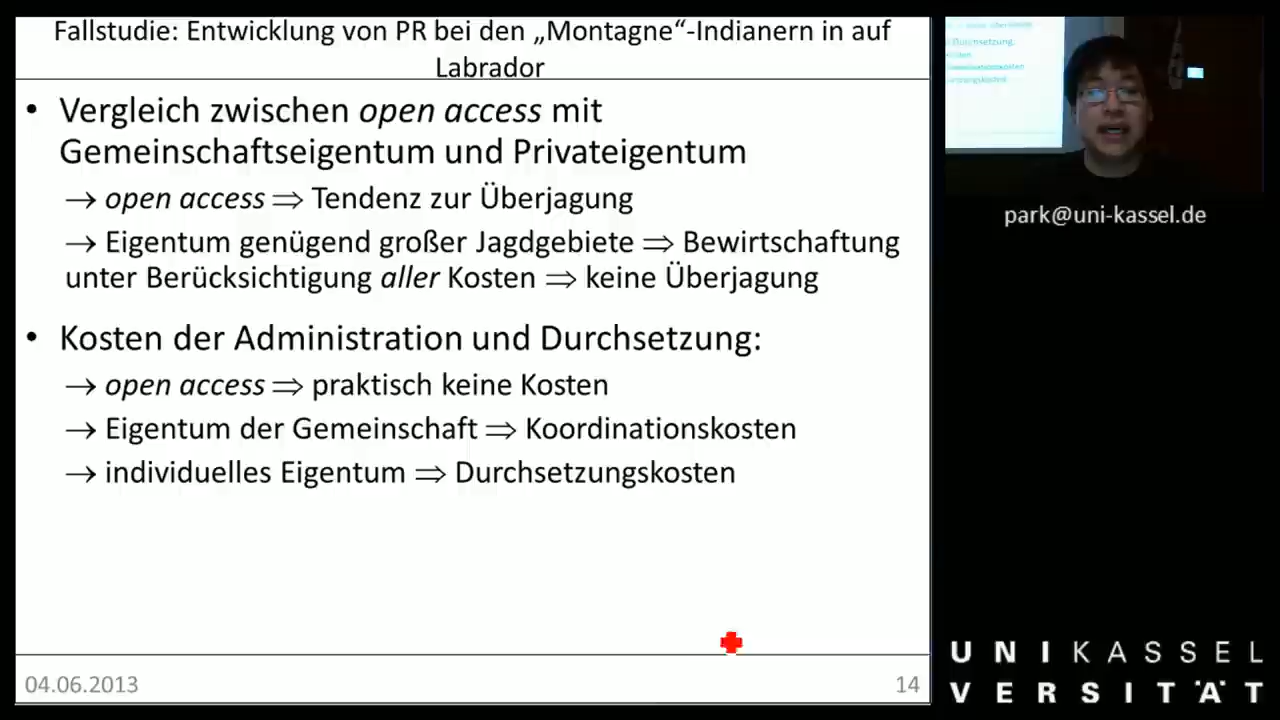 Fallstudie: Entwicklung von PR bei den „Montagne“-Indianern in auf
Labrador
• Vergleich zwischen open access mit
Gemeinschaftseigentum und Privateigentum
→ open access ⇒ Tendenz zur Überjagung
→ Eigentum genügend großer Jagdgebiete ⇒ Bewirtschaftung
unter Berücksichtigung aller Kosten ⇒ keine Überjagung
• Kosten der Administration und Durchsetzung:
→ open access ⇒ praktisch keine Kosten
→ Eigentum der Gemeinschaft ⇒ Koordinationskosten
→ individuelles Eigentum ⇒ Durchsetzungskosten
04.06.2013
14
park@uni-kassel.de
UNIKASSEL
VERSITÄT